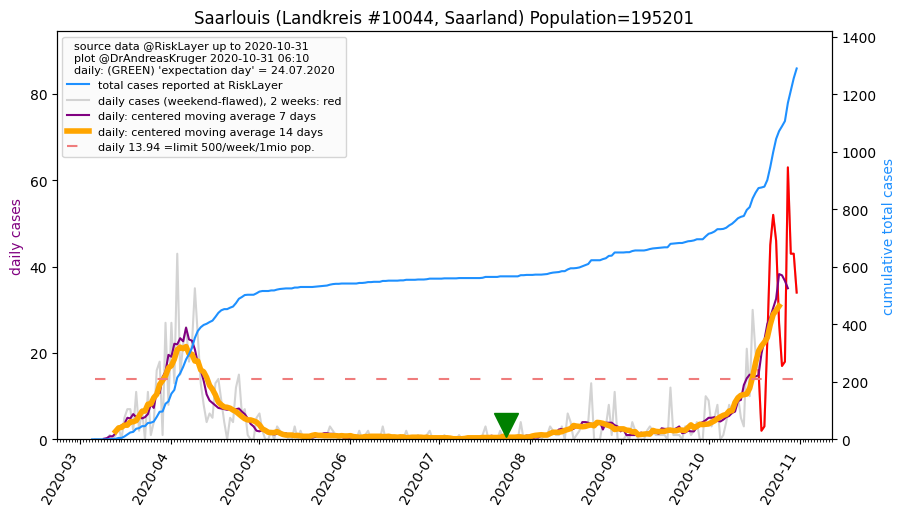 Saarlouis (Landkreis #10044, Saarland) Population=195201
source data @RiskLayer up to 2020-10-31
plot @DrAndreasKruger 2020-10-31 06:10
daily: (GREEN) 'expectation day' = 24.07.2020
total cases reported at RiskLayer
daily cases (weekend-flawed), 2 weeks: red
daily: centered moving average 7 days
daily: centered moving average 14 days
daily 13.94 =limit 500/week/1mio pop.
daily cases
0
20
40
60
80
cumulative total cases
0
200
400
600
800
1000
1200
1400
2020-03
2020-04
2020-05
2020-06
2020-07
2020-08
2020-09
2020-10
2020-11